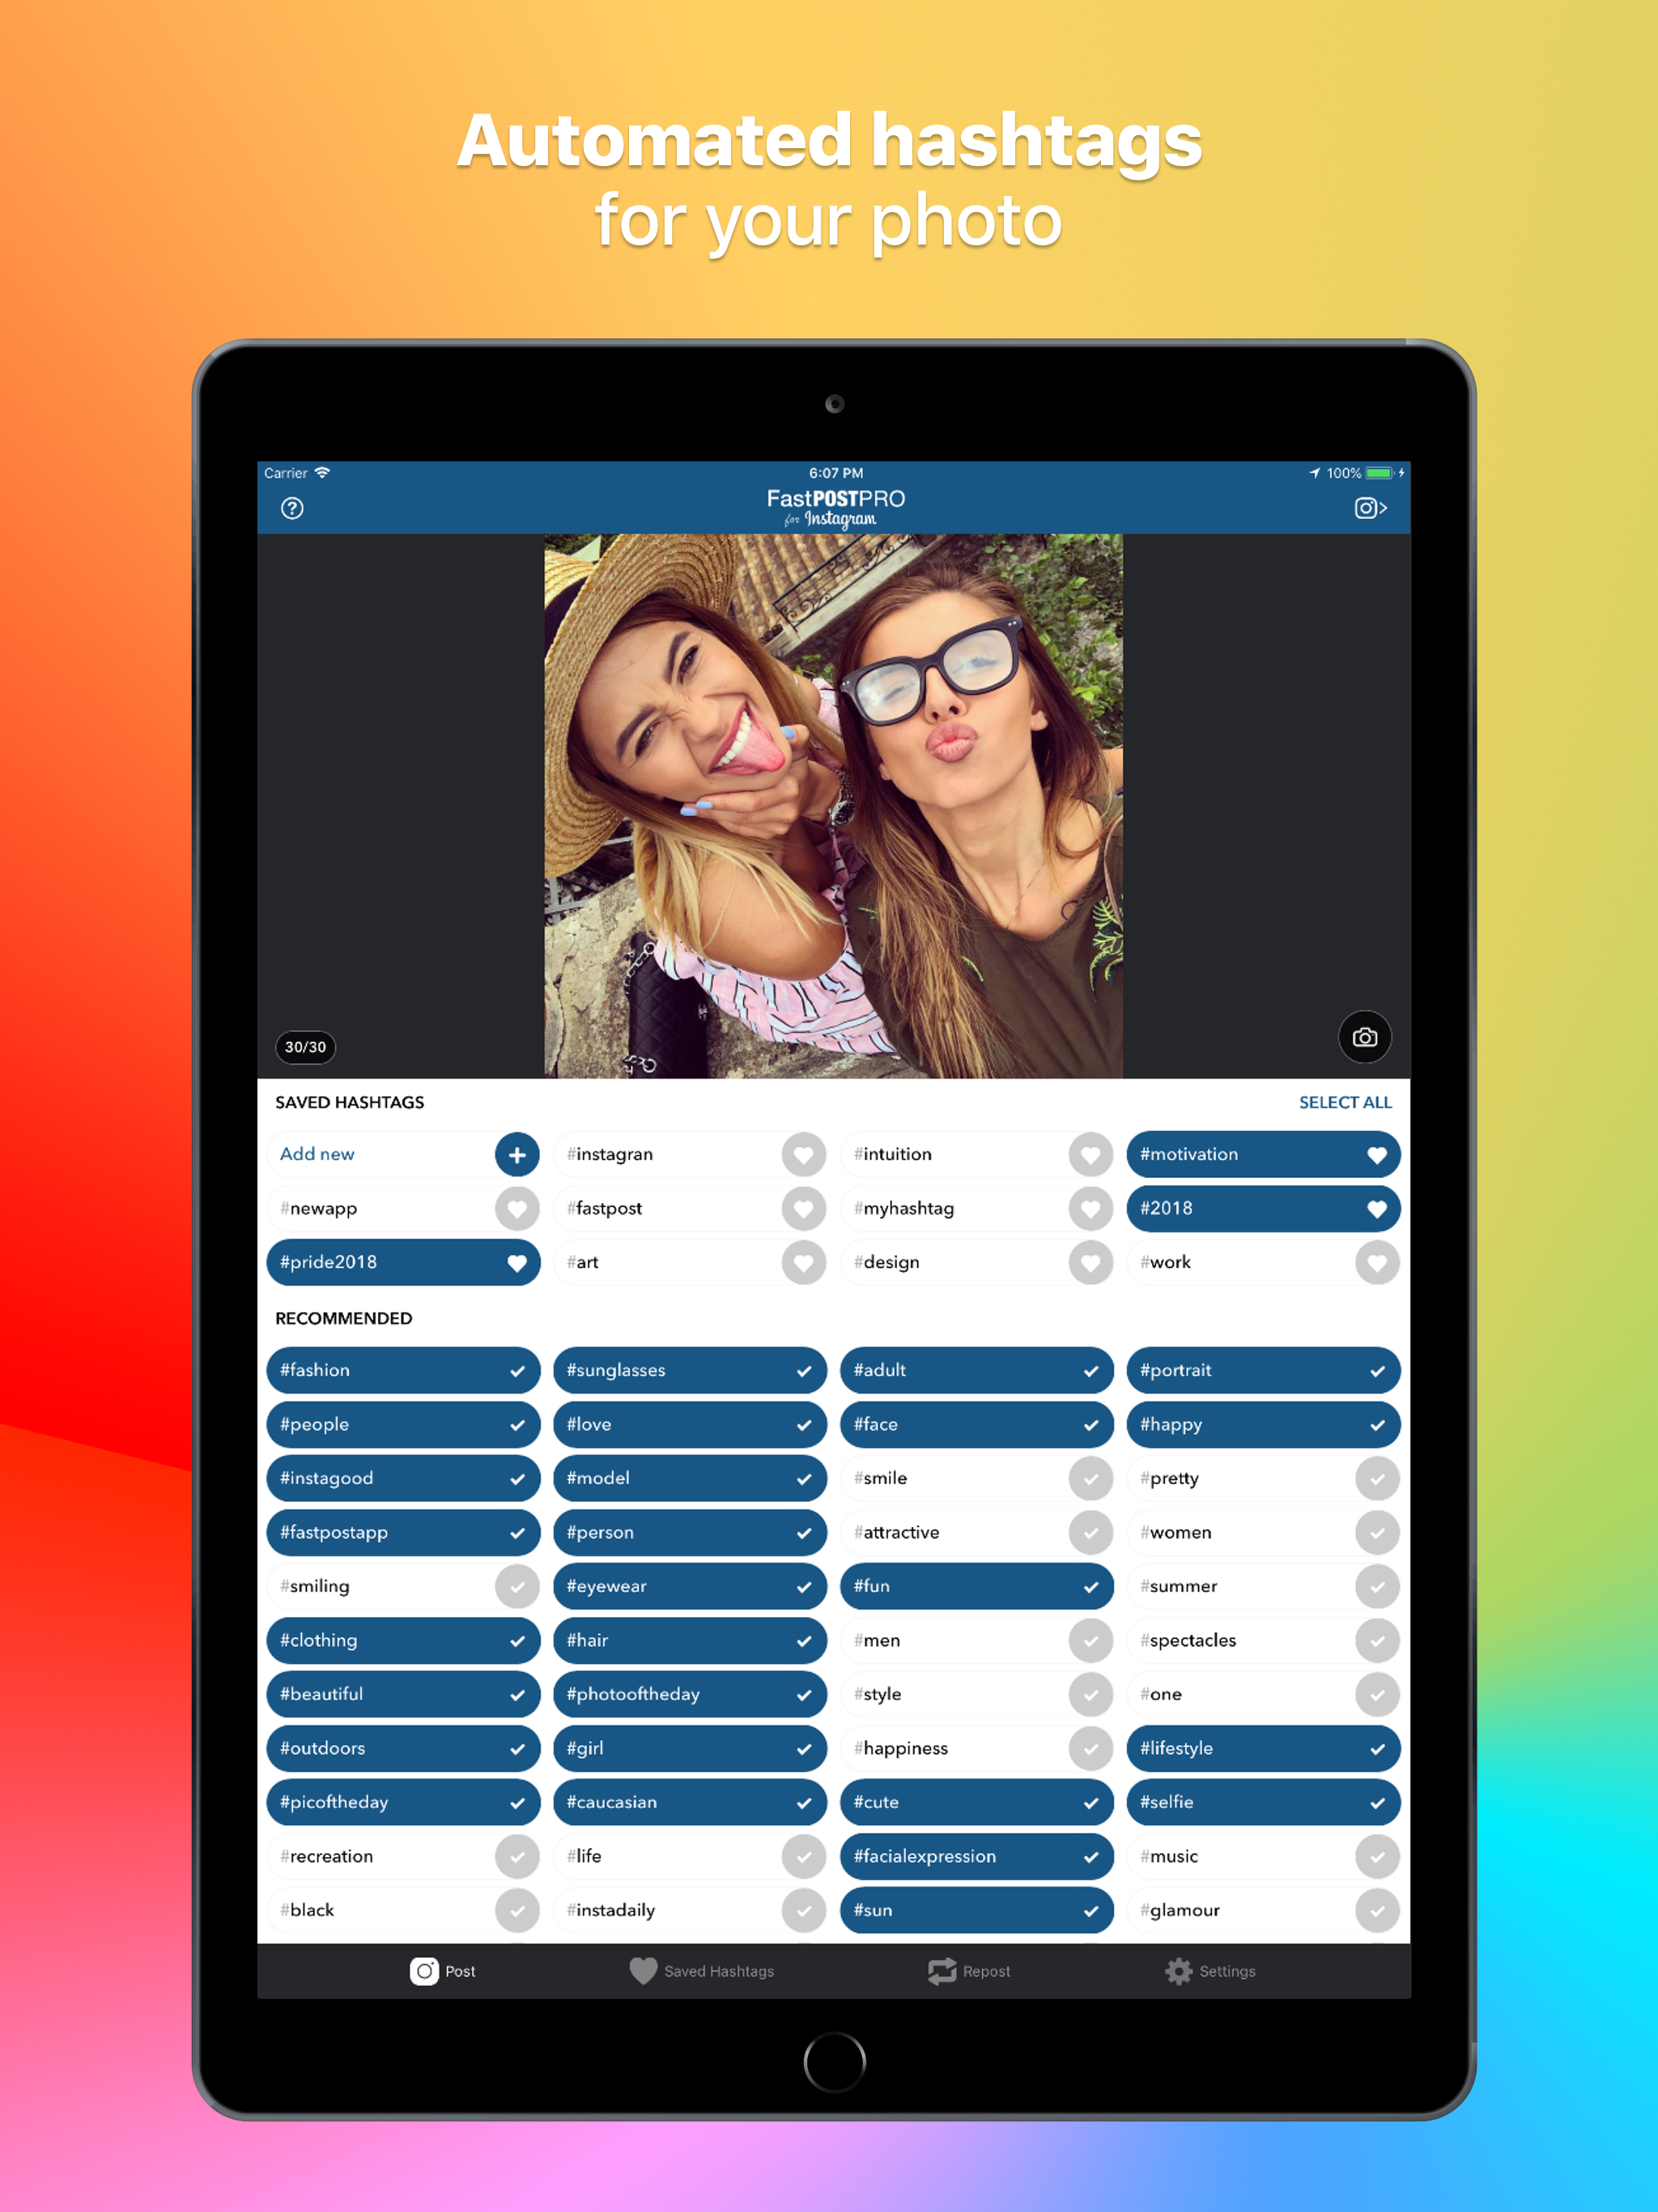 Automated hashtags
for your photo
Carrier
6:07 PM
100%
FastPOSTPRO
for Instagram
30/30
SAVED HASHTAGS
SELECT ALL
Add new
#instagran
#intuition
#motivation
#newapp
#fastpost
#myhashtag
#2018
#pride2018
#art
#design
#work
RECOMMENDED
#fashion
#sunglasses
#adult
#portrait
#people
#love
#face
#happy
#instagood
#model
#smile
#pretty
#fastpostapp
#person
#attractive
#women
#smiling
#eyewear
#fun
#summer
#clothing
#hair
#men
#spectacles
#beautiful
#photooftheday
#style
#one
#outdoors
#girl
#happiness
#lifestyle
#picoftheday
#caucasian
#cute
#selfie
#recreation
#life
#facialexpression
#music
#black
#instadaily
#sun
#glamour
Post
Saved Hashtags
Repost
Settings